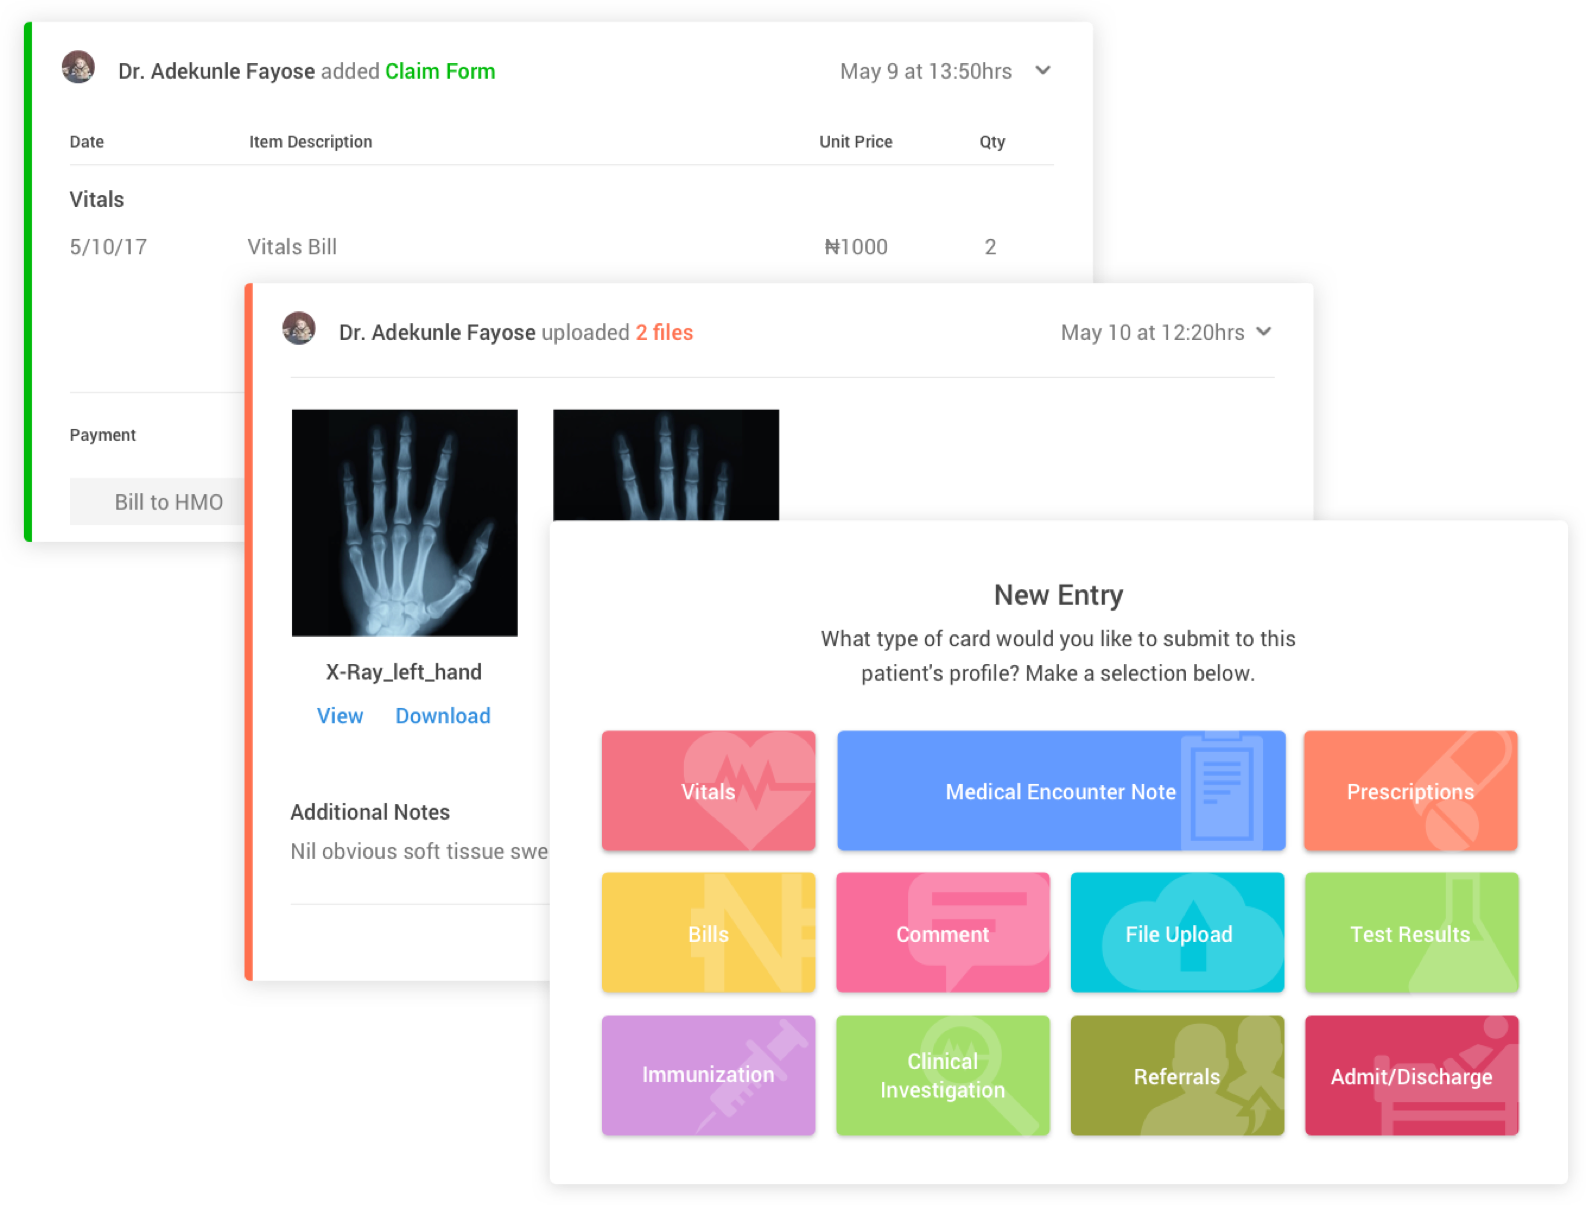 Dr. Adekunle Fayose added Claim Form
May 9 at 13:50hrs
Date Item Description Unit Price Qty
Vitals
5/10/17 Vitals Bill ₦1000 2
Payment
Bill to HMO
Dr. Adekunle Fayose uploaded 2 files
May 10 at 12:20hrs
X-Ray_left_hand
View Download
Additional Notes
Nil obvious soft tissue swe
New Entry
What type of card would you like to submit to this
patient's profile? Make a selection below.
Vitals
Medical Encounter Note
Prescriptions
Bills
Comment
File Upload
Test Results
Immunization
Clinical
Investigation
Referrals
Admit/Discharge